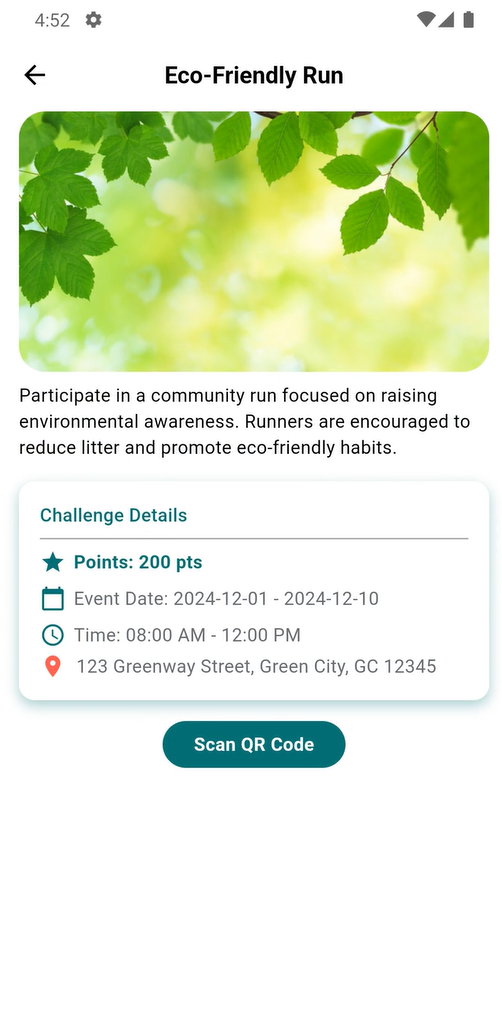 4:52
Eco-Friendly Run
Participate in a community run focused on raising
environmental awareness. Runners are encouraged to
reduce litter and promote eco-friendly habits.
Challenge Details
Points: 200 pts
Event Date: 2024-12-01 - 2024-12-10
Time: 08:00 AM - 12:00 PM
123 Greenway Street, Green City, GC 12345
Scan QR Code